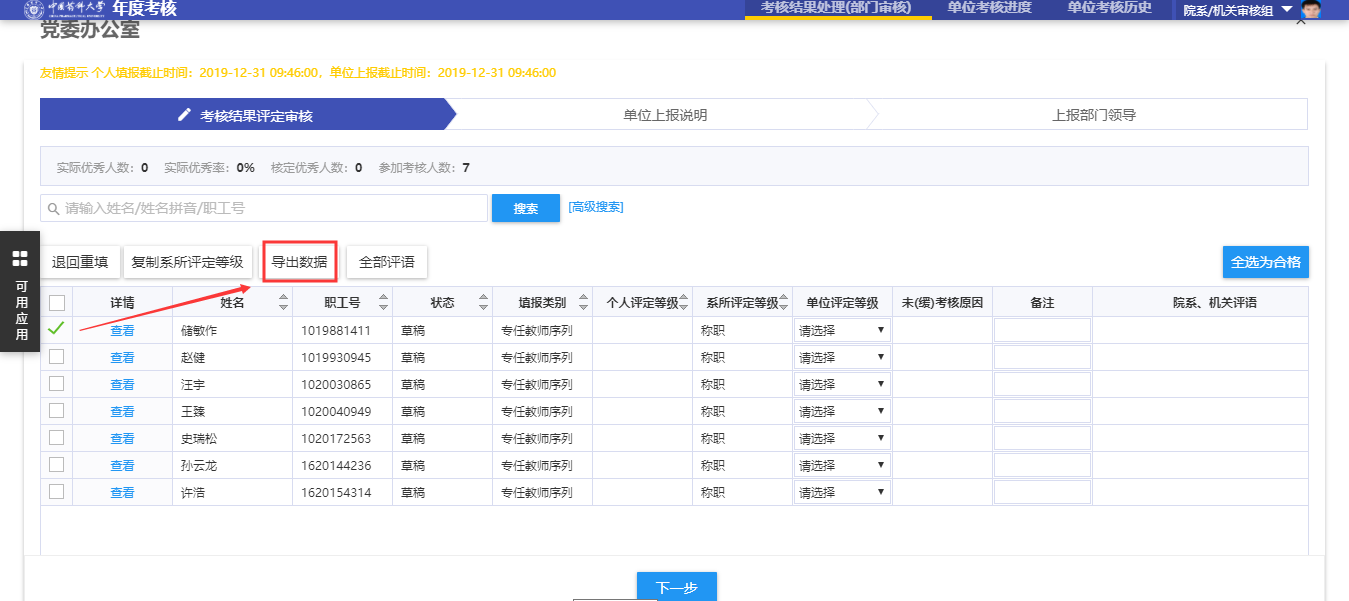 中国药科大学 年度考核 考核结果处理(部门审核) 单位考核进度 单位考核历史 院系/机关审核组
党委办公室
友情提示 个人填报截止时间：2019-12-31 09:46:00，单位上报截止时间：2019-12-31 09:46:00
考核结果评定审核 单位上报说明 上报部门领导
实际优秀人数：0 实际优秀率：0% 核定优秀人数：0 参加考核人数：7
请输入姓名/姓名拼音/职工号 搜索 [高级搜索]
可用应用
退回重填 复制系所评定等级 导出数据 全部评语 全选为合格
详情 姓名 职工号 状态 填报类别 个人评定等级 系所评定等级 单位评定等级 未(缓)考核原因 备注 院系、机关评语
查看 储敏作 1019881411 草稿 专任教师序列 称职 请选择
查看 赵健 1019930945 草稿 专任教师序列 称职 请选择
查看 汪宇 1020030865 草稿 专任教师序列 称职 请选择
查看 王臻 1020040949 草稿 专任教师序列 称职 请选择
查看 史瑞松 1020172563 草稿 专任教师序列 称职 请选择
查看 孙云龙 1620144236 草稿 专任教师序列 称职 请选择
查看 许浩 1620154314 草稿 专任教师序列 称职 请选择
下一步